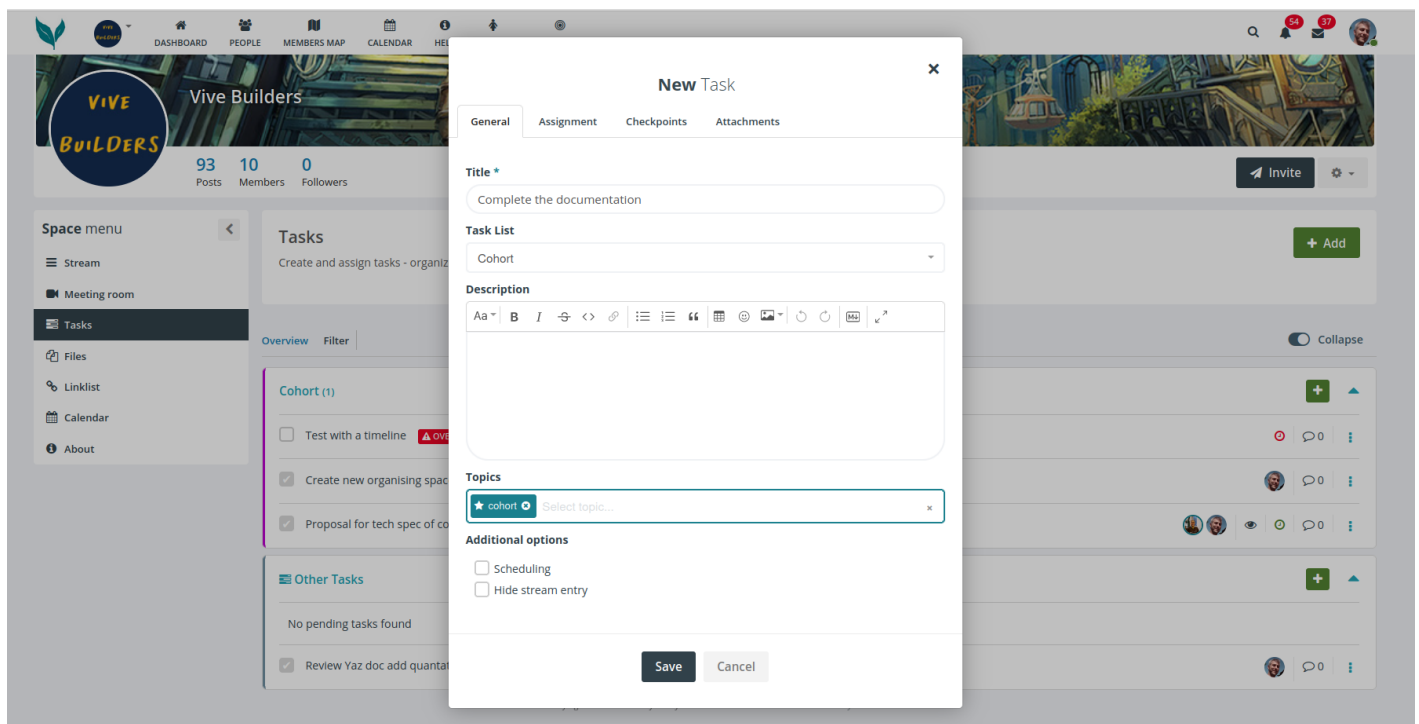 54
37
DASHBOARD
PEOPLE
MEMBERS MAP
CALENDAR
VIVE
BUILDERS
Vive Builders
93 10 0
Posts Members Followers
Invite
Space menu
Stream
Meeting room
Tasks
Files
Linklist
Calendar
About
Tasks
Create and assign tasks -
+ Add
Overview Filter
Collapse
Cohort (1)
Test with a timeline
Create new organising
Proposal for tech spec of
Other Tasks
No pending tasks found
Review Yaz doc add
0
0
0
0
New Task
General Assignment Checkpoints Attachments
Title *
Complete the documentation
Task List
Cohort
Description
Aa B I S <>
M↓
Topics
cohort Select topic...
Additional options
Scheduling
Hide stream entry
Save Cancel